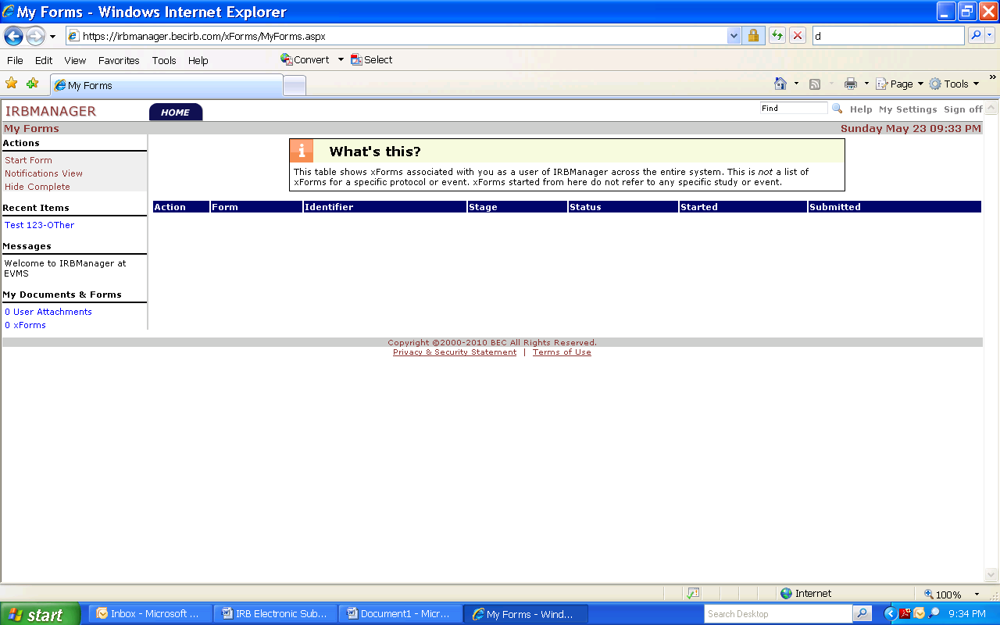 My Forms - Windows Internet Explorer
https://irbmanager.becirb.com/xForms/MyForms.aspx
d
File Edit View Favorites Tools Help Convert Select
My Forms
Page Tools »
IRBMANAGER HOME Find Help My Settings Sign off
My Forms Sunday May 23 09:33 PM
Actions
Start Form
Notifications View
Hide Complete
Recent Items
Test 123-OTher
Messages
Welcome to IRBManager at
EVMS
My Documents & Forms
0 User Attachments
0 xForms
i What's this?
This table shows xForms associated with you as a user of IRBManager across the entire system. This is not a list of
xForms for a specific protocol or event. xForms started from here do not refer to any specific study or event.
Action Form Identifier Stage Status Started Submitted
Copyright ©2000-2010 BEC All Rights Reserved.
Privacy & Security Statement | Terms of Use
Internet 100%
start Inbox - Microsoft ... IRB Electronic Sub... Document1 - Micr... My Forms - Wind... Search Desktop 9:34 PM